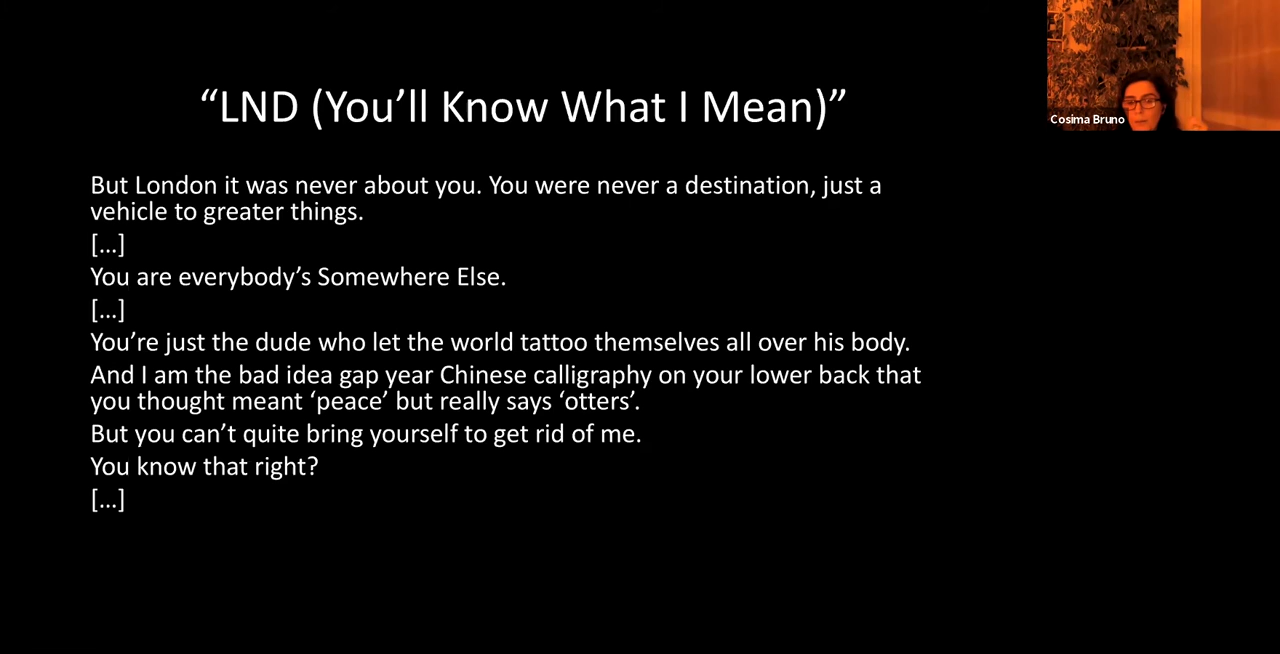 “LND (You’ll Know What I Mean)”
Cosima Bruno
But London it was never about you. You were never a destination, just a
vehicle to greater things.
[…]
You are everybody’s Somewhere Else.
[…]
You’re just the dude who let the world tattoo themselves all over his body.
And I am the bad idea gap year Chinese calligraphy on your lower back that
you thought meant ‘peace’ but really says ‘otters’.
But you can’t quite bring yourself to get rid of me.
You know that right?
[…]